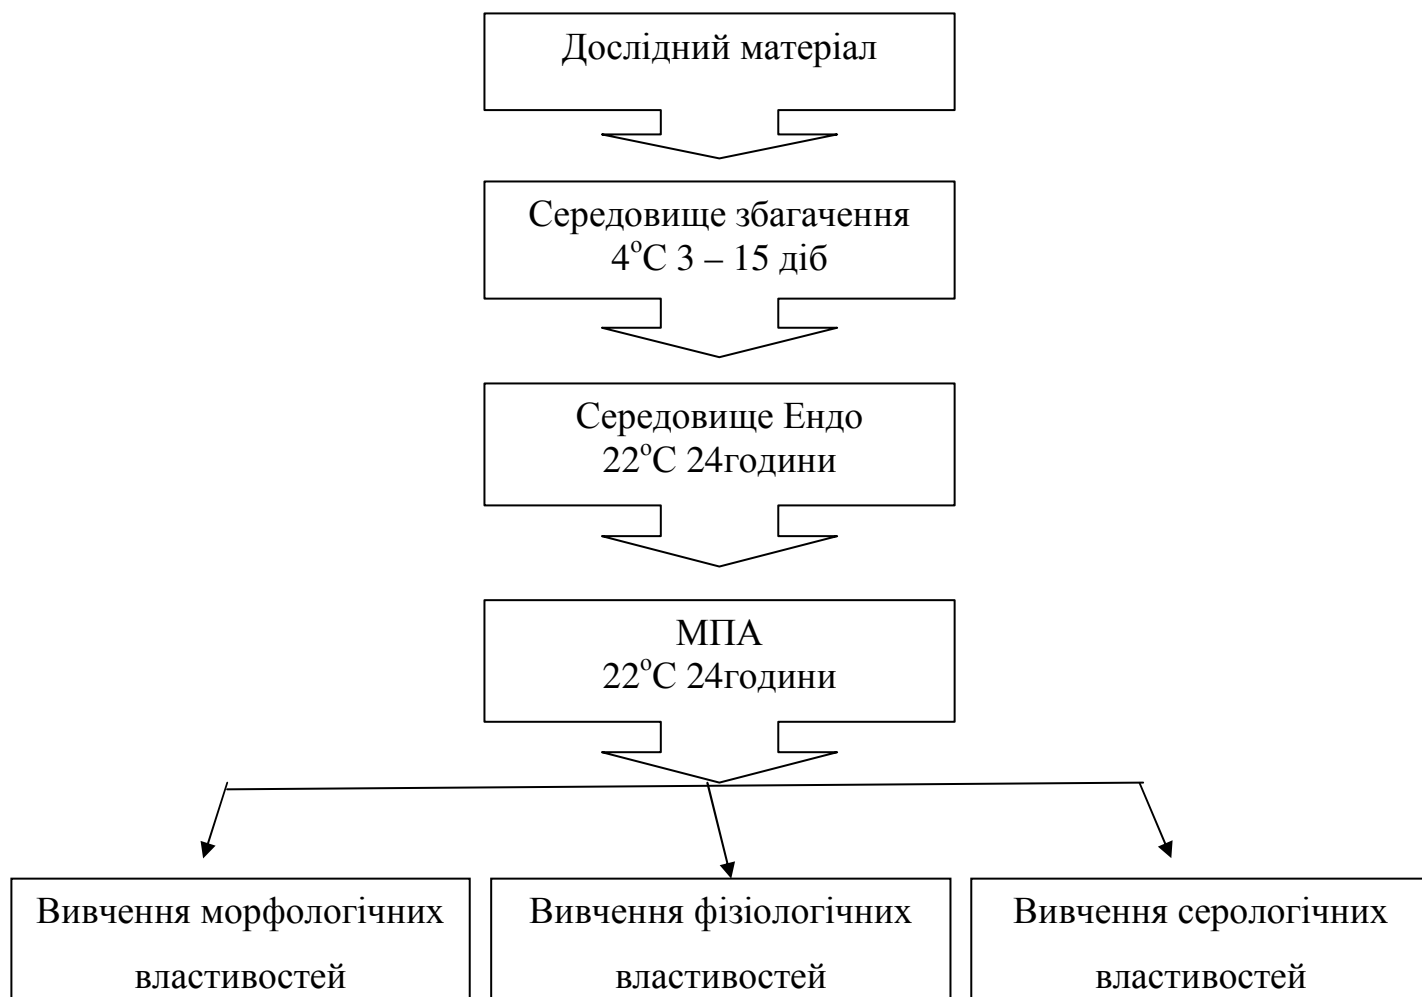 Дослідний матеріал
Середовище збагачення
4°С 3 – 15 діб
Середовище Ендо
22°С 24години
МПА
22°С 24години
Вивчення морфологічних
властивостей
Вивчення фізіологічних
властивостей
Вивчення серологічних
властивостей